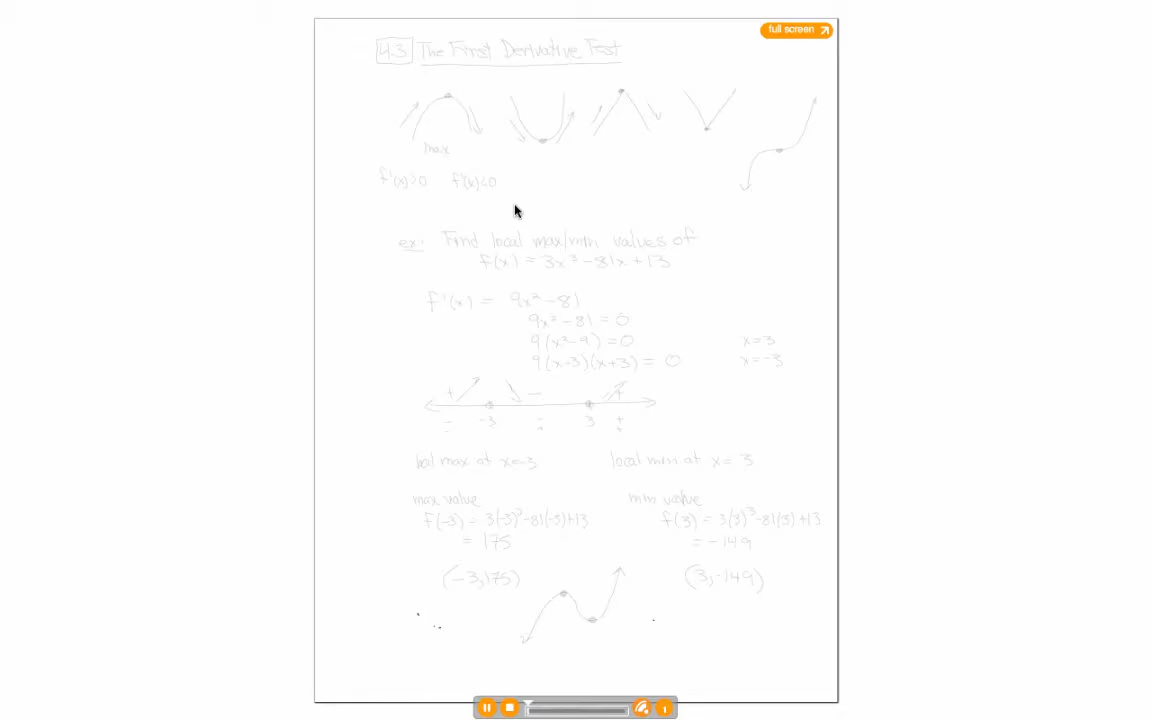 full screen
4.3 The First Derivative Test
max
f'(x)>0 f'(x)<0
ex: Find local max/min values of
f(x) = 3x³ - 81x + 13
f'(x) = 9x² - 81
9x² - 81 = 0
9(x² - 9) = 0 x = 3
9(x-3)(x+3) = 0 x = -3
+ - +
-3 3
local max at x=-3 local min at x = 3
max value min value
f(-3) = 3(-3)³ - 81(-3) + 13 f(3) = 3(3)³ - 81(3) + 13
= 175 = -149
(-3, 175) (3, -149)
1